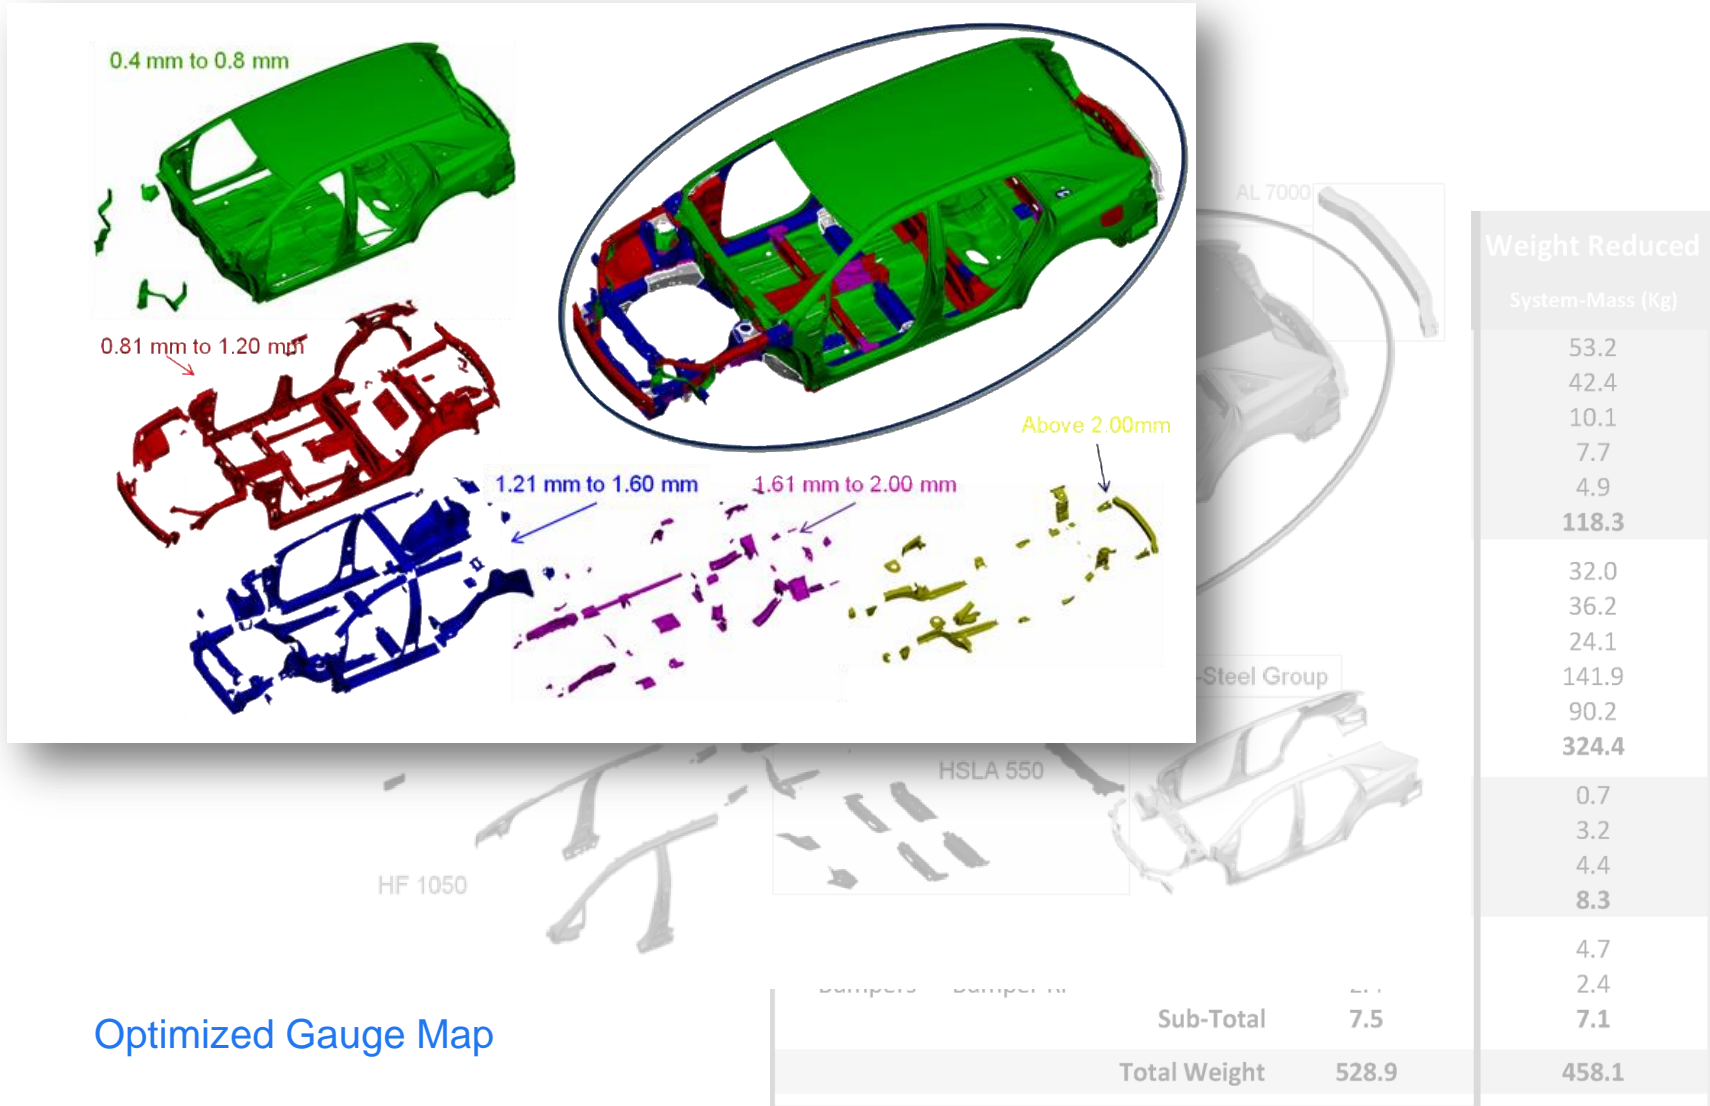 0.4 mm to 0.8 mm
0.81 mm to 1.20 mm
1.21 mm to 1.60 mm
1.61 mm to 2.00 mm
Above 2.00mm
AL 7000
-Steel Group
HSLA 550
HF 1050
Optimized Gauge Map
Weight Reduced
System-Mass (Kg)
53.2
42.4
10.1
7.7
4.9
118.3
32.0
36.2
24.1
141.9
90.2
324.4
0.7
3.2
4.4
8.3
4.7
2.4
Sub-Total 7.5 7.1
Total Weight 528.9 458.1